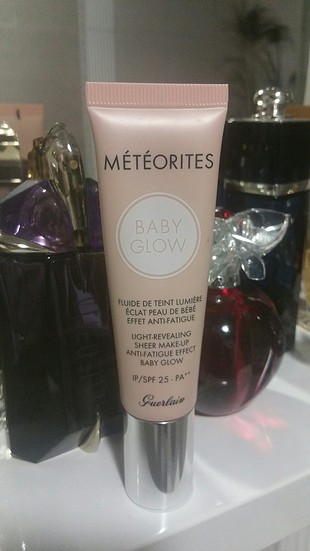 MÉTÉORITES
BABY
GLOW
FLUIDE DE TEINT LUMIÈRE
ÉCLAT PEAU DE BÉBÉ
EFFET ANTI-FATIGUE
LIGHT-REVEALING
SHEER MAKE-UP
ANTI-FATIGUE EFFECT
BABY GLOW
IP/SPF 25 - PA++
Guerlain